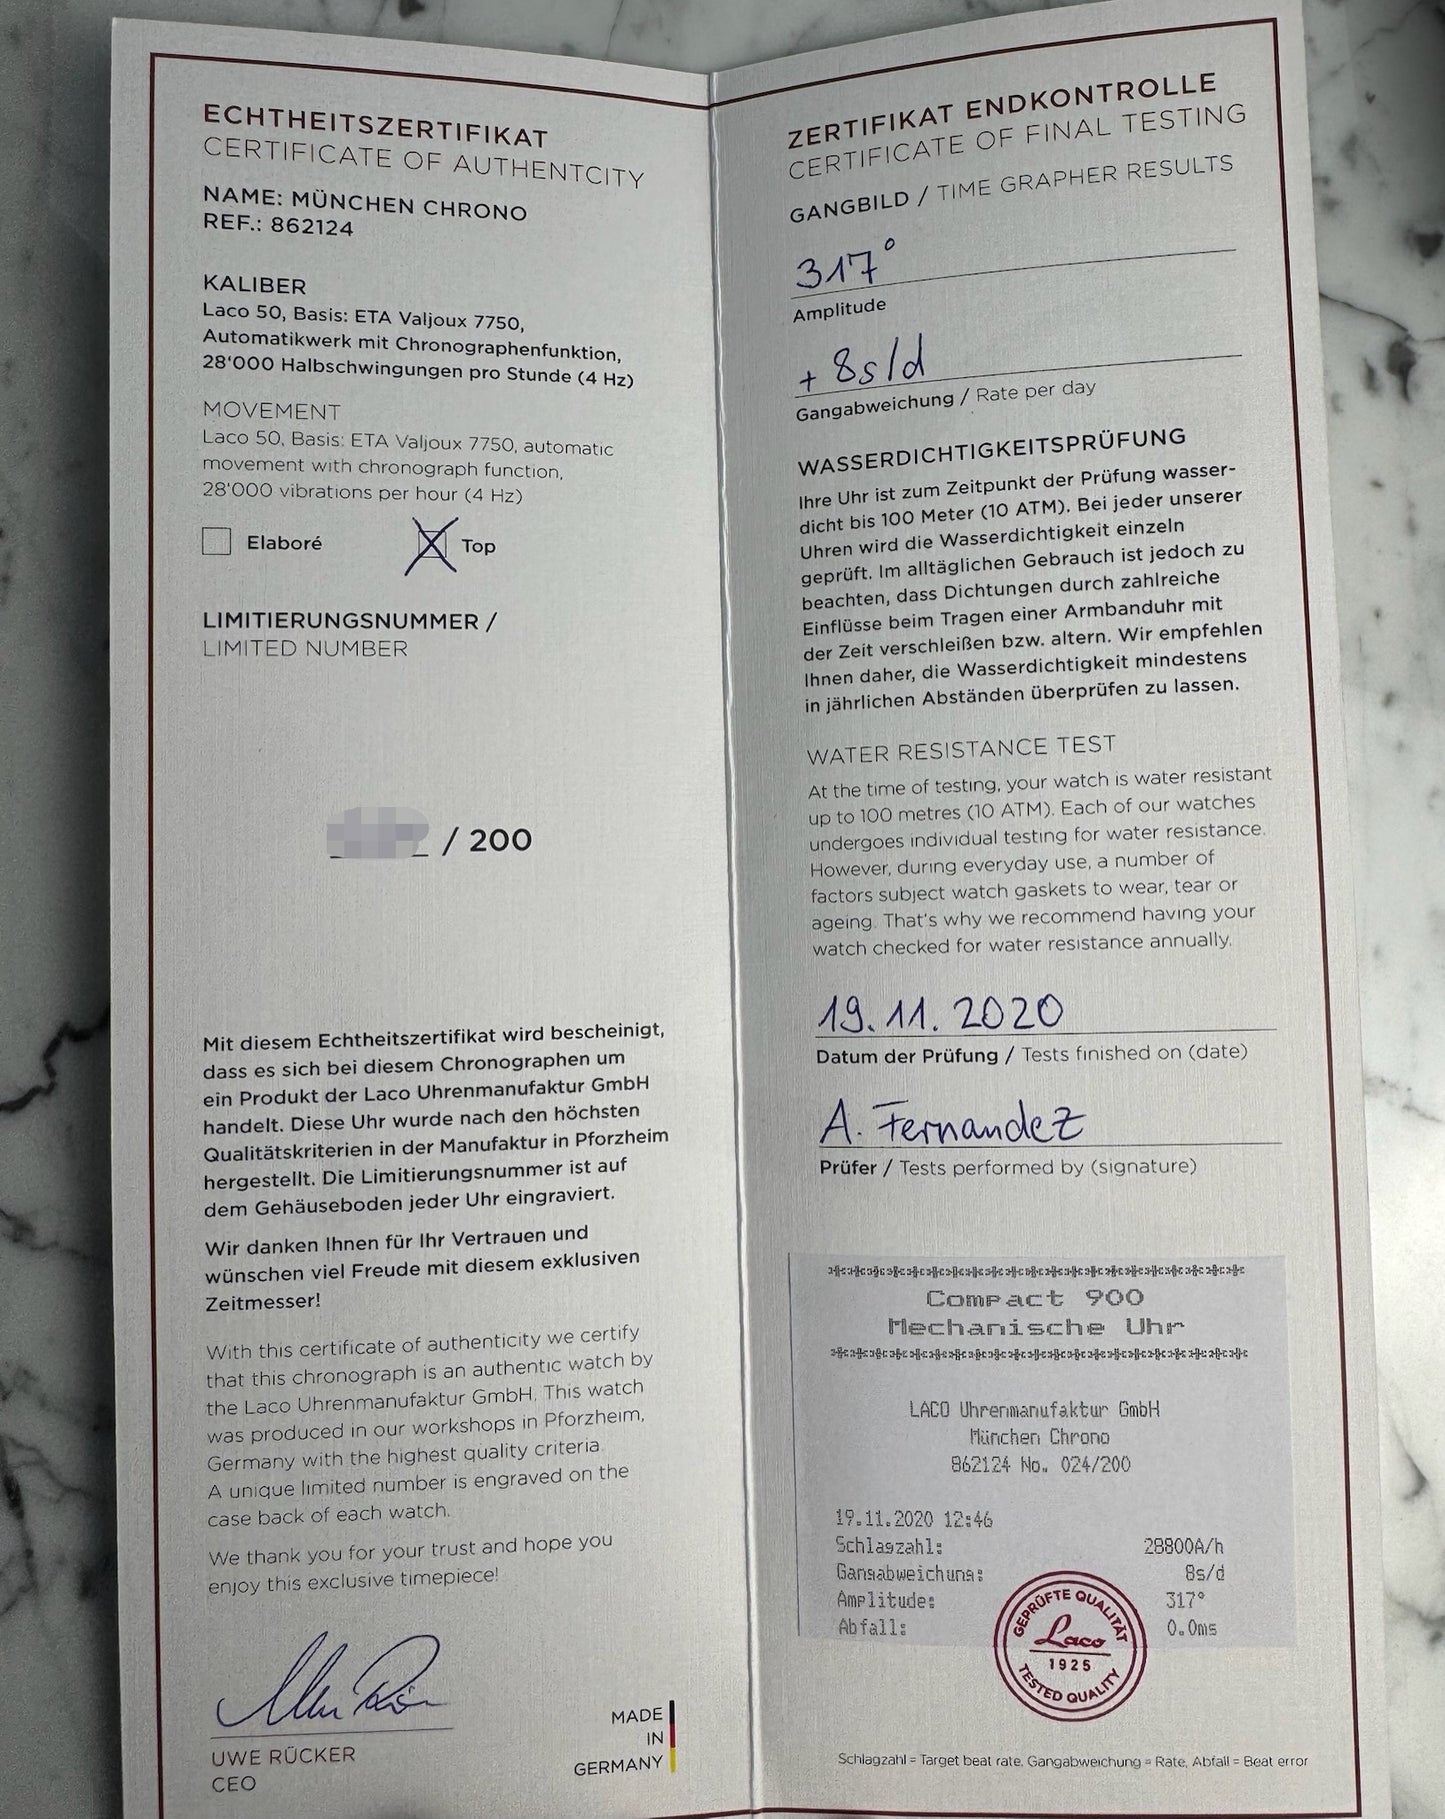 ECHTHEITSZERTIFIKAT
CERTIFICATE OF AUTHENTCITY
NAME: MÜNCHEN CHRONO
REF.: 862124
KALIBER
Laco 50, Basis: ETA Valjoux 7750,
Automatikwerk mit Chronographenfunktion,
28'000 Halbschwingungen pro Stunde (4 Hz)
MOVEMENT
Laco 50, Basis: ETA Valjoux 7750, automatic
movement with chronograph function,
28'000 vibrations per hour (4 Hz)
Elaboré Top
LIMITIERUNGSNUMMER /
LIMITED NUMBER
/ 200
Mit diesem Echtheitszertifikat wird bescheinigt,
dass es sich bei diesem Chronographen um
ein Produkt der Laco Uhrenmanufaktur GmbH
handelt. Diese Uhr wurde nach den höchsten
Qualitätskriterien in der Manufaktur in Pforzheim
hergestellt. Die Limitierungsnummer ist auf
dem Gehäuseboden jeder Uhr eingraviert.
Wir danken Ihnen für Ihr Vertrauen und
wünschen viel Freude mit diesem exklusiven
Zeitmesser!
With this certificate of authenticity we certify
that this chronograph is an authentic watch by
the Laco Uhrenmanufaktur GmbH. This watch
was produced in our workshops in Pforzheim,
Germany with the highest quality criteria.
A unique limited number is engraved on the
case back of each watch.
We thank you for your trust and hope you
enjoy this exclusive timepiece!
UWE RÜCKER
CEO
MADE
IN
GERMANY
ZERTIFIKAT ENDKONTROLLE
CERTIFICATE OF FINAL TESTING
GANGBILD / TIME GRAPHER RESULTS
317°
Amplitude
+ 8s/d
Gangabweichung / Rate per day
WASSERDICHTIGKEITSPRÜFUNG
Ihre Uhr ist zum Zeitpunkt der Prüfung wasser-
dicht bis 100 Meter (10 ATM). Bei jeder unserer
Uhren wird die Wasserdichtigkeit einzeln
geprüft. Im alltäglichen Gebrauch ist jedoch zu
beachten, dass Dichtungen durch zahlreiche
Einflüsse beim Tragen einer Armbanduhr mit
der Zeit verschleißen bzw. altern. Wir empfehlen
Ihnen daher, die Wasserdichtigkeit mindestens
in jährlichen Abständen überprüfen zu lassen.
WATER RESISTANCE TEST
At the time of testing, your watch is water resistant
up to 100 metres (10 ATM). Each of our watches
undergoes individual testing for water resistance.
However, during everyday use, a number of
factors subject watch gaskets to wear, tear or
ageing. That's why we recommend having your
watch checked for water resistance annually.
19.11.2020
Datum der Prüfung / Tests finished on (date)
A. Fernandez
Prüfer / Tests performed by (signature)
Compact 900
Mechanische Uhr
LACO Uhrenmanufaktur GmbH
München Chrono
862124 No. 024/200
19.11.2020 12:46
Schlagzahl: 28800A/h
Gangabweichung: 8s/d
Amplitude: 317°
Abfall: 0.0ms
GEPRÜFTE QUALITÄT
Laco
1925
TESTED QUALITY
Schlagzahl = Target beat rate, Gangabweichung = Rate, Abfall = Beat error